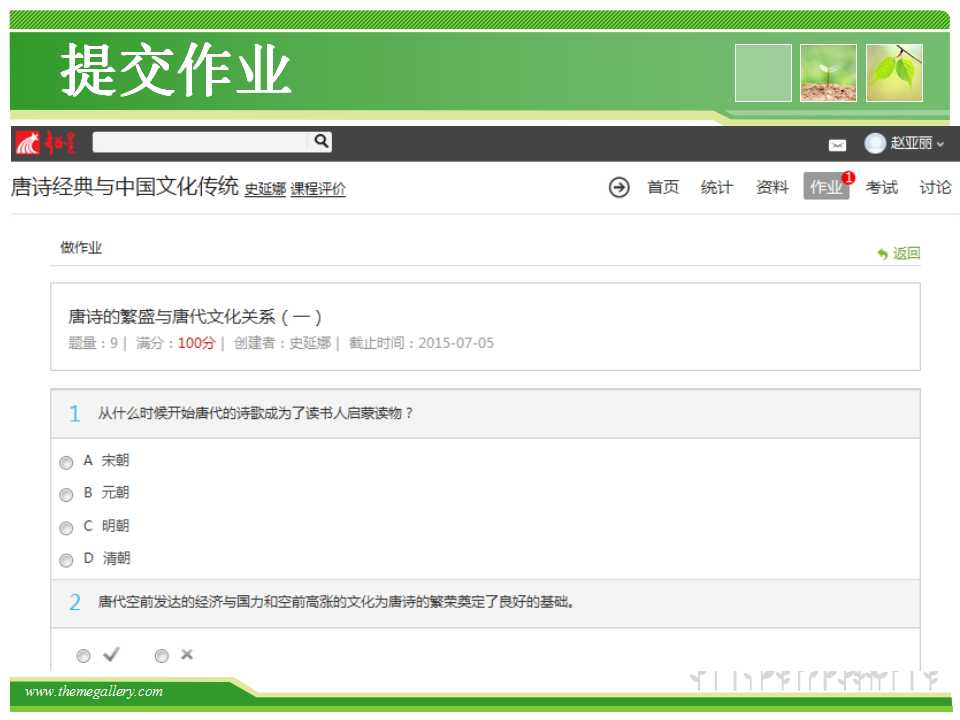 提交作业
超星
赵亚丽
唐诗经典与中国文化传统 史延娜 课程评价
首页 统计 资料 作业 1 考试 讨论
做作业
返回
唐诗的繁盛与唐代文化关系（一）
题量：9 | 满分：100分 | 创建者：史延娜 | 截止时间：2015-07-05
1 从什么时候开始唐代的诗歌成为了读书人启蒙读物？
A 宋朝
B 元朝
C 明朝
D 清朝
2 唐代空前发达的经济与国力和空前高涨的文化为唐诗的繁荣奠定了良好的基础。
www.themegallery.com